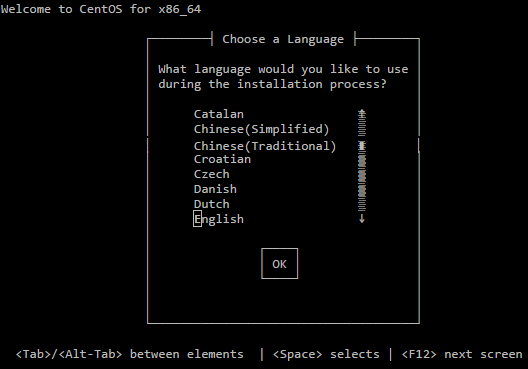 Welcome to CentOS for x86_64
Choose a Language
What language would you like to use
during the installation process?
Catalan
Chinese(Simplified)
Chinese(Traditional)
Croatian
Czech
Danish
Dutch
English
OK
<Tab>/<Alt-Tab> between elements | <Space> selects | <F12> next screen